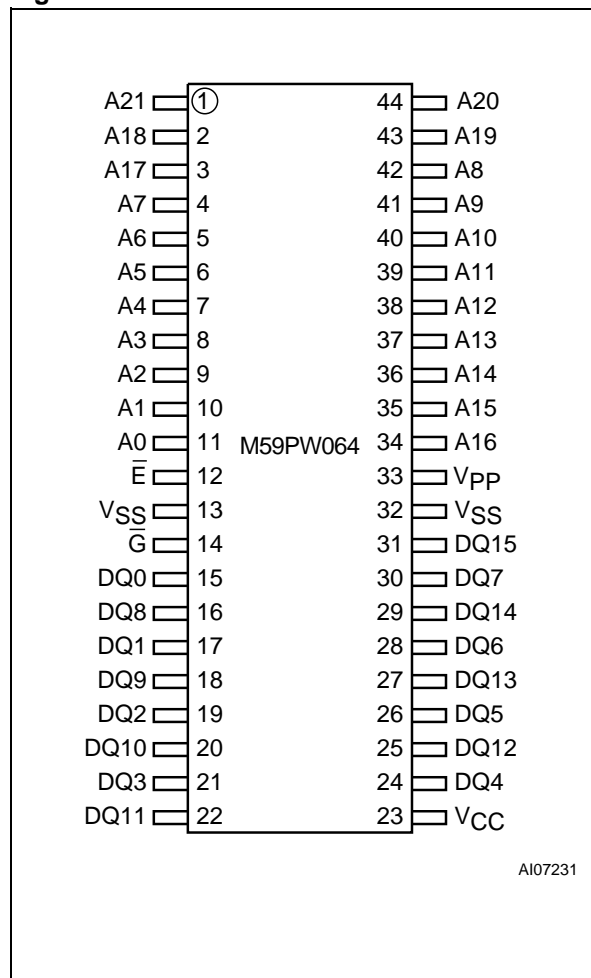 A21 1 44 A20
A18 2 43 A19
A17 3 42 A8
A7 4 41 A9
A6 5 40 A10
A5 6 39 A11
A4 7 38 A12
A3 8 37 A13
A2 9 36 A14
A1 10 35 A15
A0 11 M59PW064 34 A16
E̅ 12 33 VPP
VSS 13 32 VSS
G̅ 14 31 DQ15
DQ0 15 30 DQ7
DQ8 16 29 DQ14
DQ1 17 28 DQ6
DQ9 18 27 DQ13
DQ2 19 26 DQ5
DQ10 20 25 DQ12
DQ3 21 24 DQ4
DQ11 22 23 VCC
AI07231